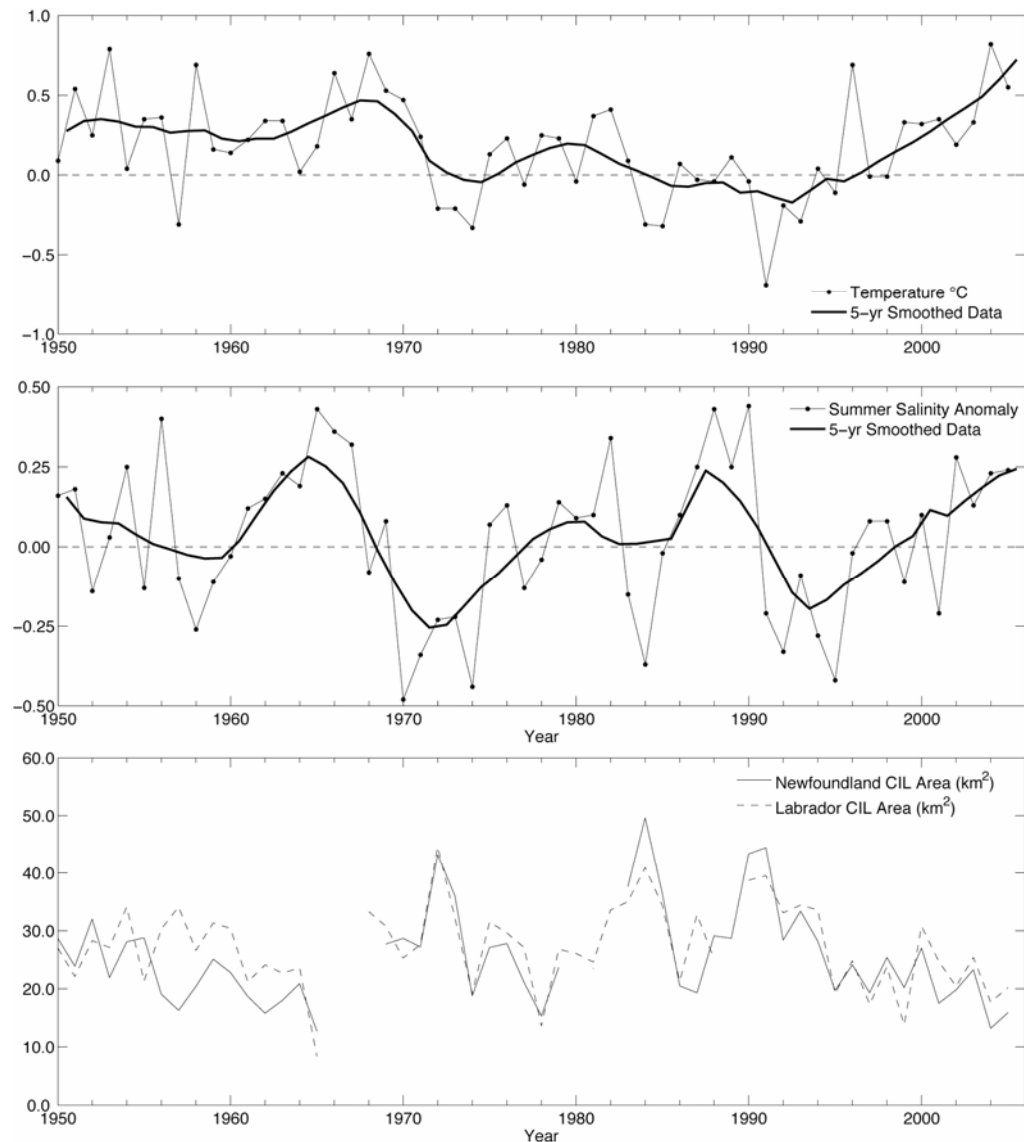 1.0
0.5
0.0
−0.5
−1.0
Temperature °C
5−yr Smoothed Data
1950 1960 1970 1980 1990 2000
0.50
0.25
0.00
−0.25
−0.50
Summer Salinity Anomaly
5−yr Smoothed Data
1950 1960 1970 1980 1990 2000
Year
60.0
50.0
40.0
30.0
20.0
10.0
0.0
Newfoundland CIL Area (km²)
Labrador CIL Area (km²)
1950 1960 1970 1980 1990 2000
Year